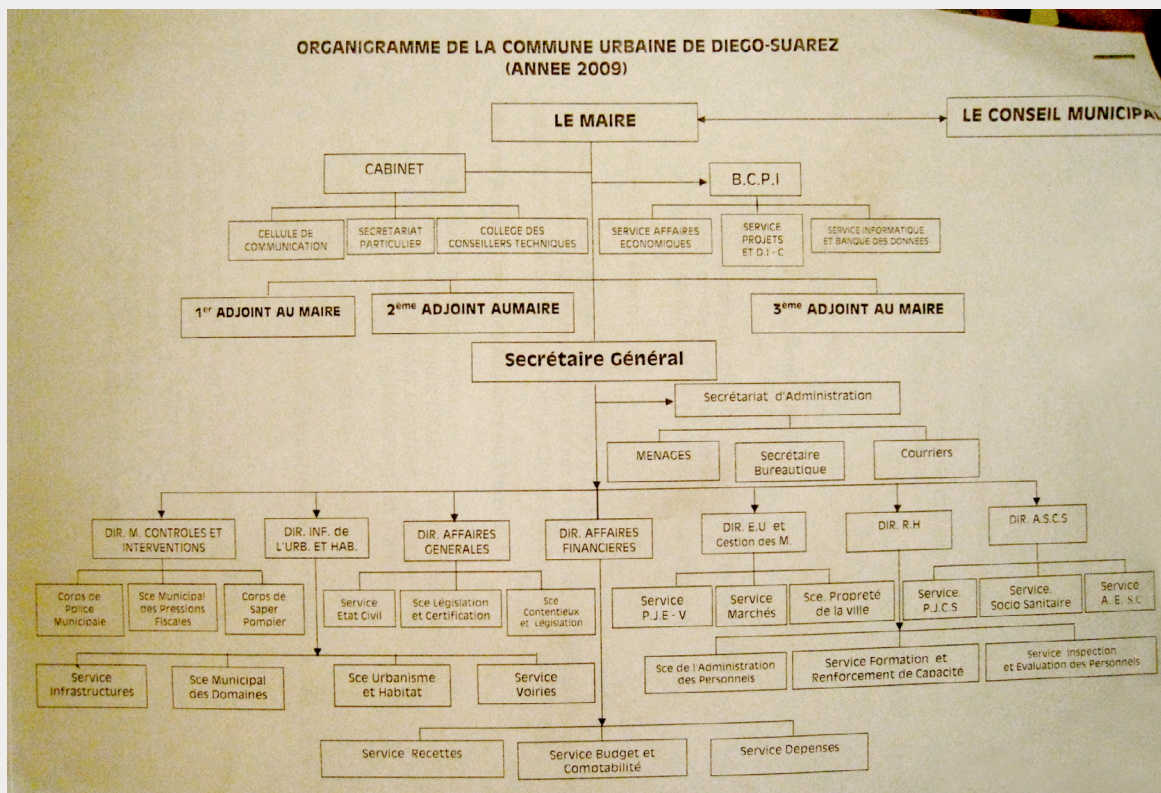 ORGANIGRAMME DE LA COMMUNE URBAINE DE DIEGO-SUAREZ
(ANNEE 2009)
LE MAIRE
LE CONSEIL MUNICIPAL
CABINET
B.C.P.I
CELLULE DE
COMMUNICATION
SECRETARIAT
PARTICULIER
COLLEGE DES
CONSEILLERS TECHNIQUES
SERVICE AFFAIRES
ECONOMIQUES
SERVICE
PROJETS
ET D.I - C
SERVICE INFORMATIQUE
ET BANQUE DES DONNEES
1er ADJOINT AU MAIRE
2ème ADJOINT AUMAIRE
3ème ADJOINT AU MAIRE
Secrétaire Général
Secrétariat d'Administration
MENAGES
Secrétaire
Bureautique
Courriers
DIR. M. CONTROLES ET
INTERVENTIONS
DIR. INF. de
L'URB. ET HAB.
DIR. AFFAIRES
GENERALES
DIR. AFFAIRES
FINANCIERES
DIR. E.U et
Gestion des M.
DIR. R.H
DIR. A.S.C.S
Corps de
Police
Municipale
Sce Municipal
des Pressions
Fiscales
Corps de
Saper
Pompier
Service
Etat Civil
Sce Législation
et Certification
Sce
Contentieux
et Législation
Service
P.J.E - V
Service
Marchés
Sce. Propreté
de la ville
Service.
P.J.C.S
Service.
Socio Sanitaire
Service
A. E. S.C
Service
Infrastructures
Sce Municipal
des Domaines
Sce Urbanisme
et Habitat
Service
Voiries
Sce de l'Administration
des Personnels
Service Formation et
Renforcement de Capacité
Service Inspection
et Evaluation des Personnels
Service Recettes
Service Budget et
Comptabilité
Service Dépenses